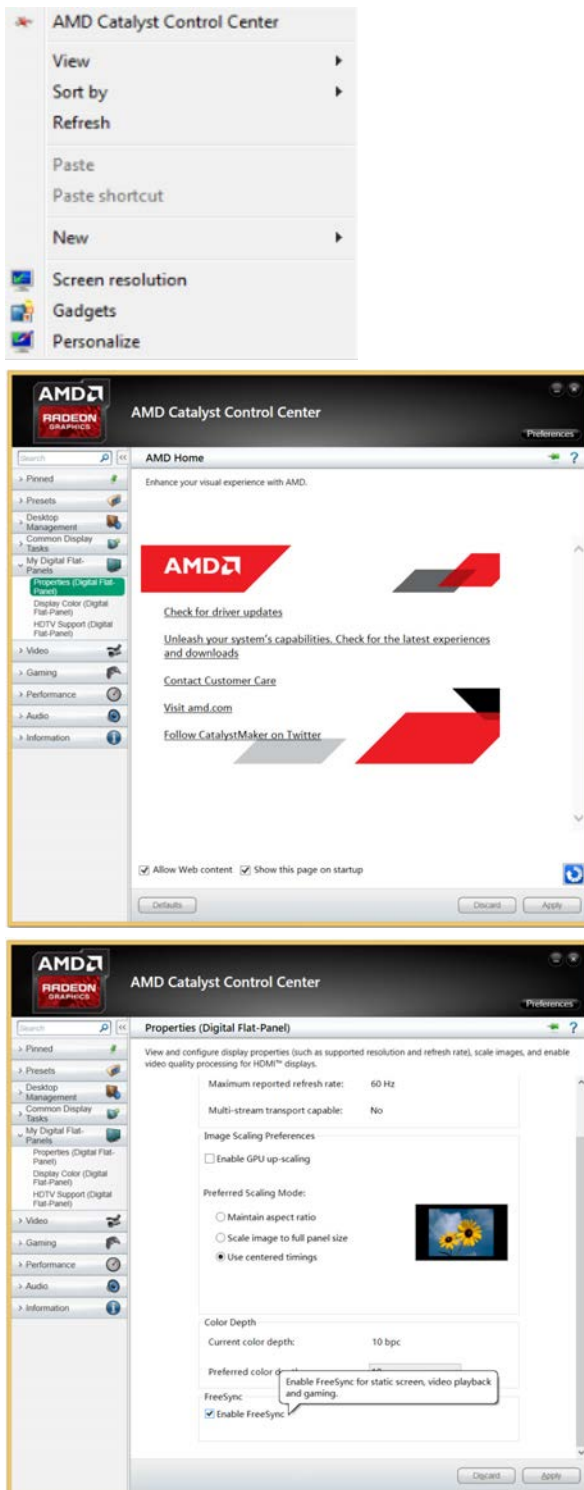 AMD Catalyst Control Center
View
Sort by
Refresh
Paste
Paste shortcut
New
Screen resolution
Gadgets
Personalize
AMD
RADEON
GRAPHICS
AMD Catalyst Control Center
Preferences
Search
AMD Home
Pinned
Presets
Desktop
Management
Common Display
Tasks
My Digital Flat-
Panels
Properties (Digital Flat-
Panel)
Display Color (Digital
Flat-Panel)
HDTV Support (Digital
Flat-Panel)
Video
Gaming
Performance
Audio
Information
Enhance your visual experience with AMD.
AMD
Check for driver updates
Unleash your system's capabilities. Check for the latest experiences
and downloads
Contact Customer Care
Visit amd.com
Follow CatalystMaker on Twitter
Allow Web content Show this page on startup
Defaults Discard Apply
AMD
RADEON
GRAPHICS
AMD Catalyst Control Center
Preferences
Search
Properties (Digital Flat-Panel)
Pinned
Presets
Desktop
Management
Common Display
Tasks
My Digital Flat-
Panels
Properties (Digital Flat-
Panel)
Display Color (Digital
Flat-Panel)
HDTV Support (Digital
Flat-Panel)
Video
Gaming
Performance
Audio
Information
View and configure display properties (such as supported resolution and refresh rate), scale images, and enable
video quality processing for HDMI™ displays.
Maximum reported refresh rate: 60 Hz
Multi-stream transport capable: No
Image Scaling Preferences
Enable GPU up-scaling
Preferred Scaling Mode:
Maintain aspect ratio
Scale image to full panel size
Use centered timings
Color Depth
Current color depth: 10 bpc
Preferred color
Enable FreeSync for static screen, video playback
and gaming.
FreeSync
Enable FreeSync
Discard Apply